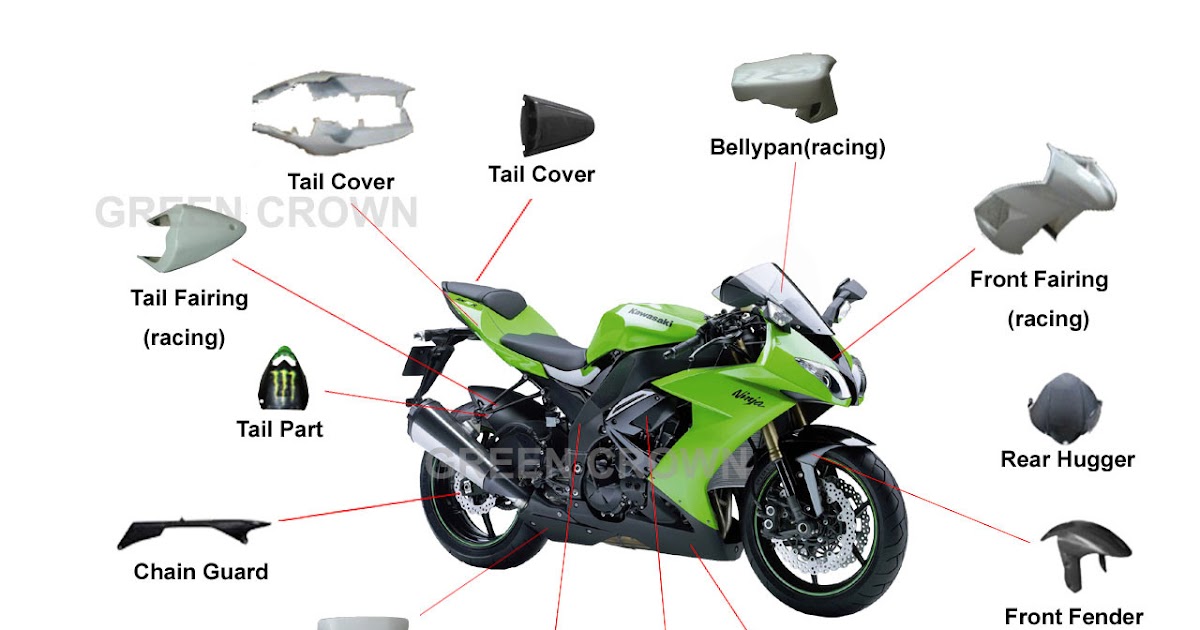 Bellypan(racing)
Tail Cover
Tail Cover
GREEN CROWN
Front Fairing
(racing)
Tail Fairing
(racing)
Kawasaki
Ninja
Tail Part
Rear Hugger
GREEN CROWN
Chain Guard
Front Fender